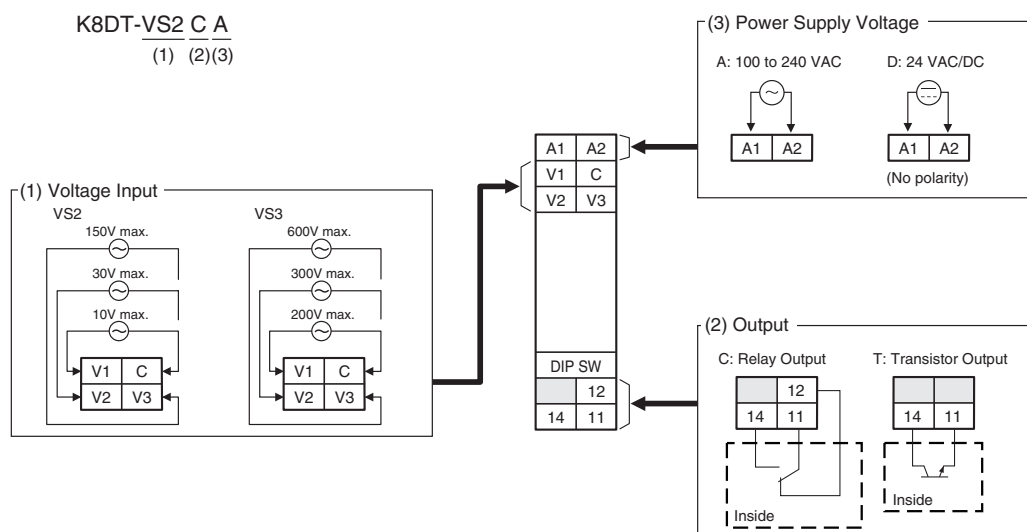 K8DT-VS2 C A
(1) (2) (3)
(3) Power Supply Voltage
A: 100 to 240 VAC
D: 24 VAC/DC
A1 A2
A1 A2
(No polarity)
A1 A2
V1 C
V2 V3
DIP SW
12
14 11
(1) Voltage Input
VS2
150V max.
30V max.
10V max.
V1 C
V2 V3
VS3
600V max.
300V max.
200V max.
V1 C
V2 V3
(2) Output
C: Relay Output
12
14 11
Inside
T: Transistor Output
14 11
Inside